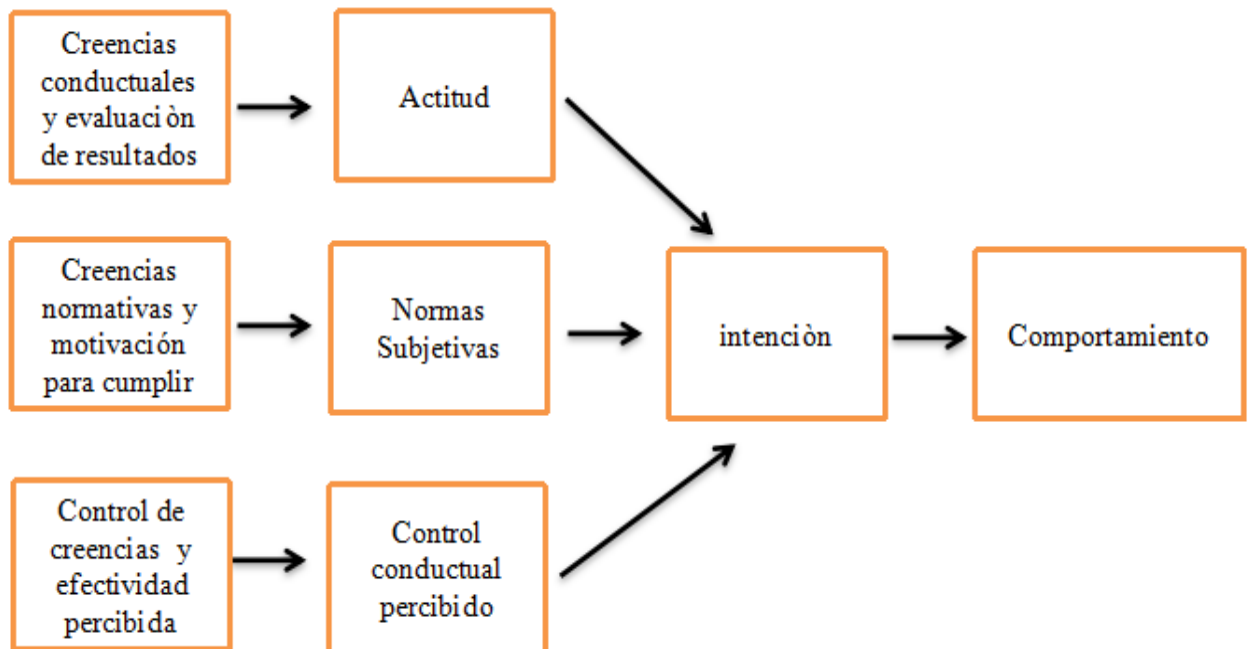 Creencias
conductuales
y evaluaciòn
de resultados
Actitud
Creencias
normativas y
motivación
para cumplir
Normas
Subjetivas
intenciòn
Comportamiento
Control de
creencias y
efectividad
percibida
Control
conductual
percibido